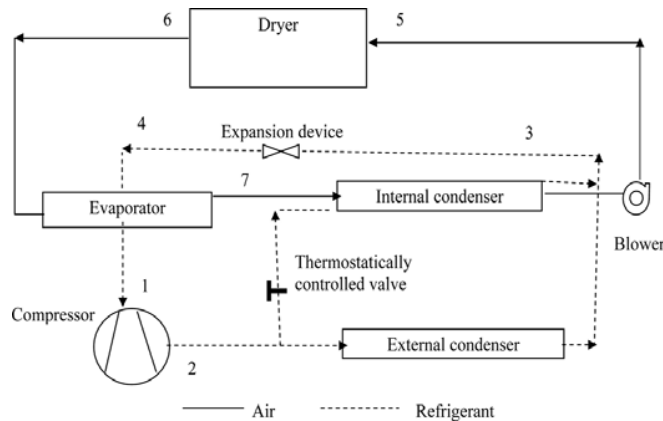 6
Dryer
5
4
Expansion device
3
7
Internal condenser
Evaporator
Blower
Thermostatically
controlled valve
1
Compressor
External condenser
2
Air
Refrigerant